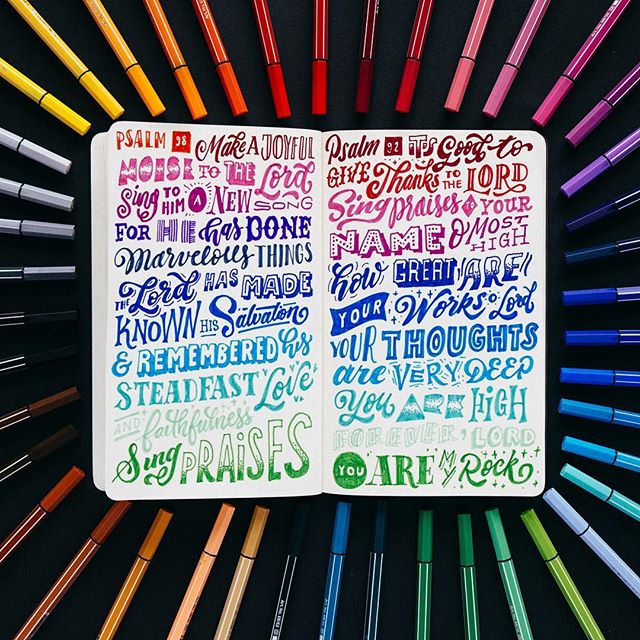 PSALM 98 Make A JOYFUL
NOISE TO THE Lord
Sing TO HIM A NEW SONG
FOR HE has DONE
Marvelous THINGS
THE Lord HAS MADE
KNOWN HIS Salvation
& REMEMBERED his
STEADFAST Love
AND faithfulness
Sing PRAISES
Psalm 92 It's Good to
GIVE Thanks TO THE LORD
Sing praises to YOUR
NAME O MOST HIGH
how GREAT ARE
YOUR Works O Lord
YOUR THOUGHTS
are VERY DEEP
You ARE HIGH
FOREVER, LORD
YOU ARE MY Rock